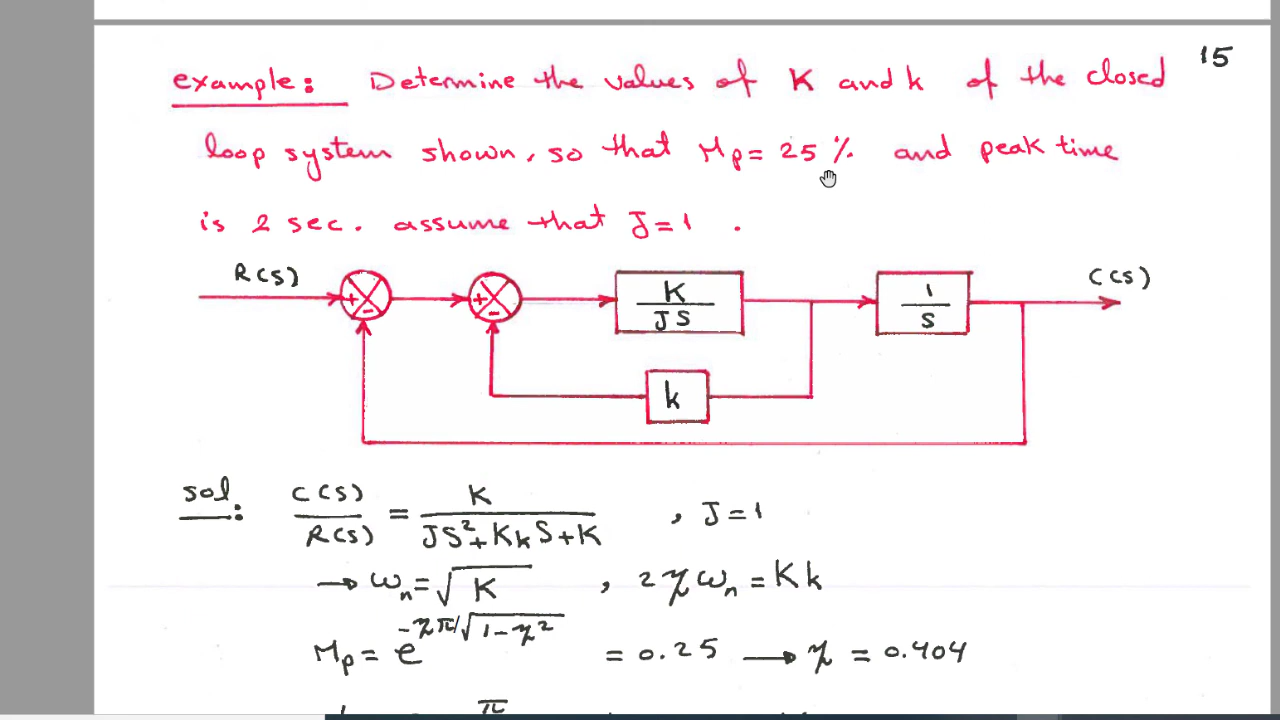 15
example: Determine the values of K and k of the closed
loop system shown, so that Mp = 25 % and peak time
is 2 sec. assume that J=1 .
R(S) + - + - K/JS 1/S C(S)
k
sol: C(S)/R(S) = K/(JS²+KkS+K) , J=1
→ ωn = √K , 2ζωn = Kk
Mp = e^(-ζπ/√(1-ζ²)) = 0.25 → ζ = 0.404